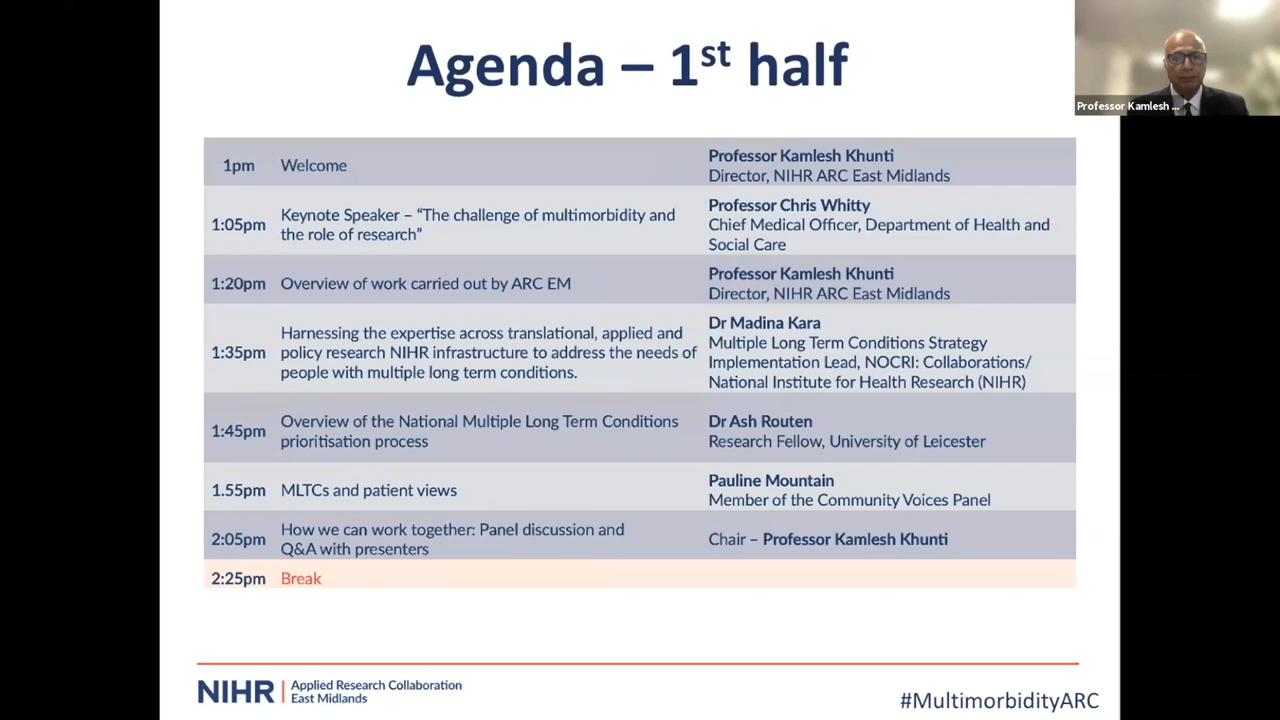 Agenda – 1st half
Professor Kamlesh ...
1pm Welcome Professor Kamlesh Khunti
Director, NIHR ARC East Midlands
1:05pm Keynote Speaker – “The challenge of multimorbidity and
the role of research”
Professor Chris Whitty
Chief Medical Officer, Department of Health and
Social Care
1:20pm Overview of work carried out by ARC EM
Professor Kamlesh Khunti
Director, NIHR ARC East Midlands
1:35pm Harnessing the expertise across translational, applied and
policy research NIHR infrastructure to address the needs of
people with multiple long term conditions.
Dr Madina Kara
Multiple Long Term Conditions Strategy
Implementation Lead, NOCRI: Collaborations/
National Institute for Health Research (NIHR)
1:45pm Overview of the National Multiple Long Term Conditions
prioritisation process
Dr Ash Routen
Research Fellow, University of Leicester
1.55pm MLTCs and patient views
Pauline Mountain
Member of the Community Voices Panel
2:05pm How we can work together: Panel discussion and
Q&A with presenters
Chair – Professor Kamlesh Khunti
2:25pm Break
NIHR | Applied Research Collaboration
East Midlands
#MultimorbidityARC